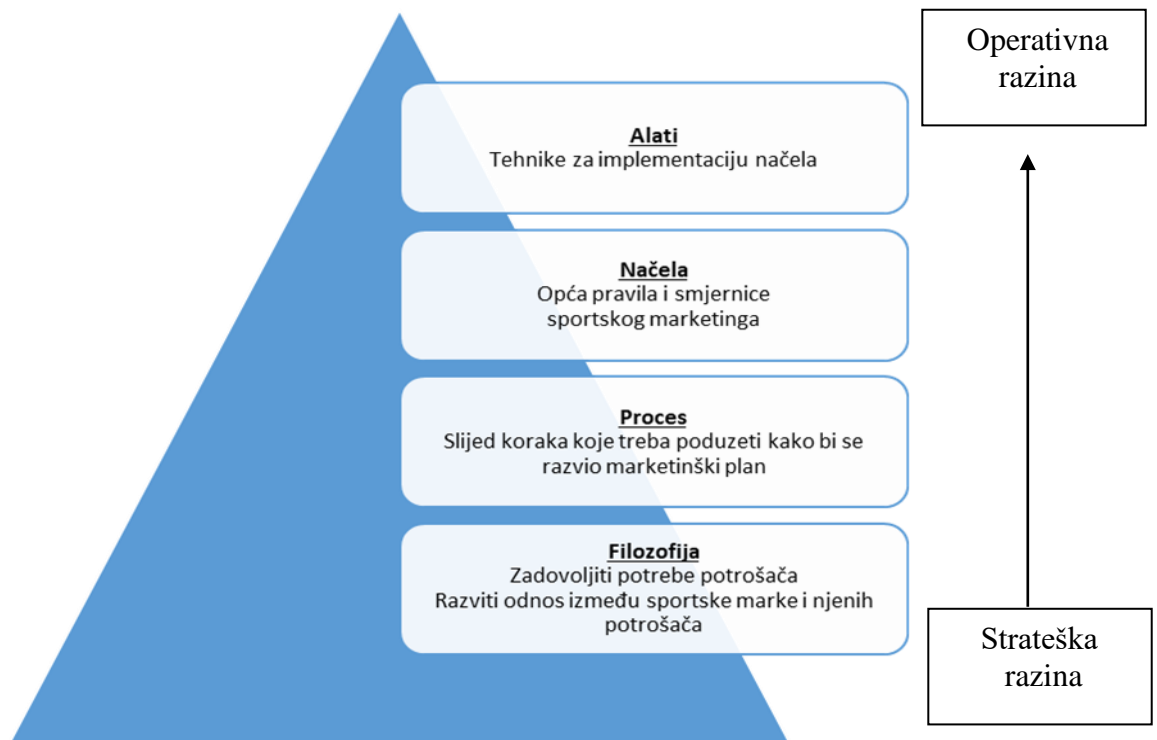 Operativna
razina
Alati
Tehnike za implementaciju načela
Načela
Opća pravila i smjernice
sportskog marketinga
Proces
Slijed koraka koje treba poduzeti kako bi se
razvio marketinški plan
Filozofija
Zadovoljiti potrebe potrošača
Razviti odnos između sportske marke i njenih
potrošača
Strateška
razina